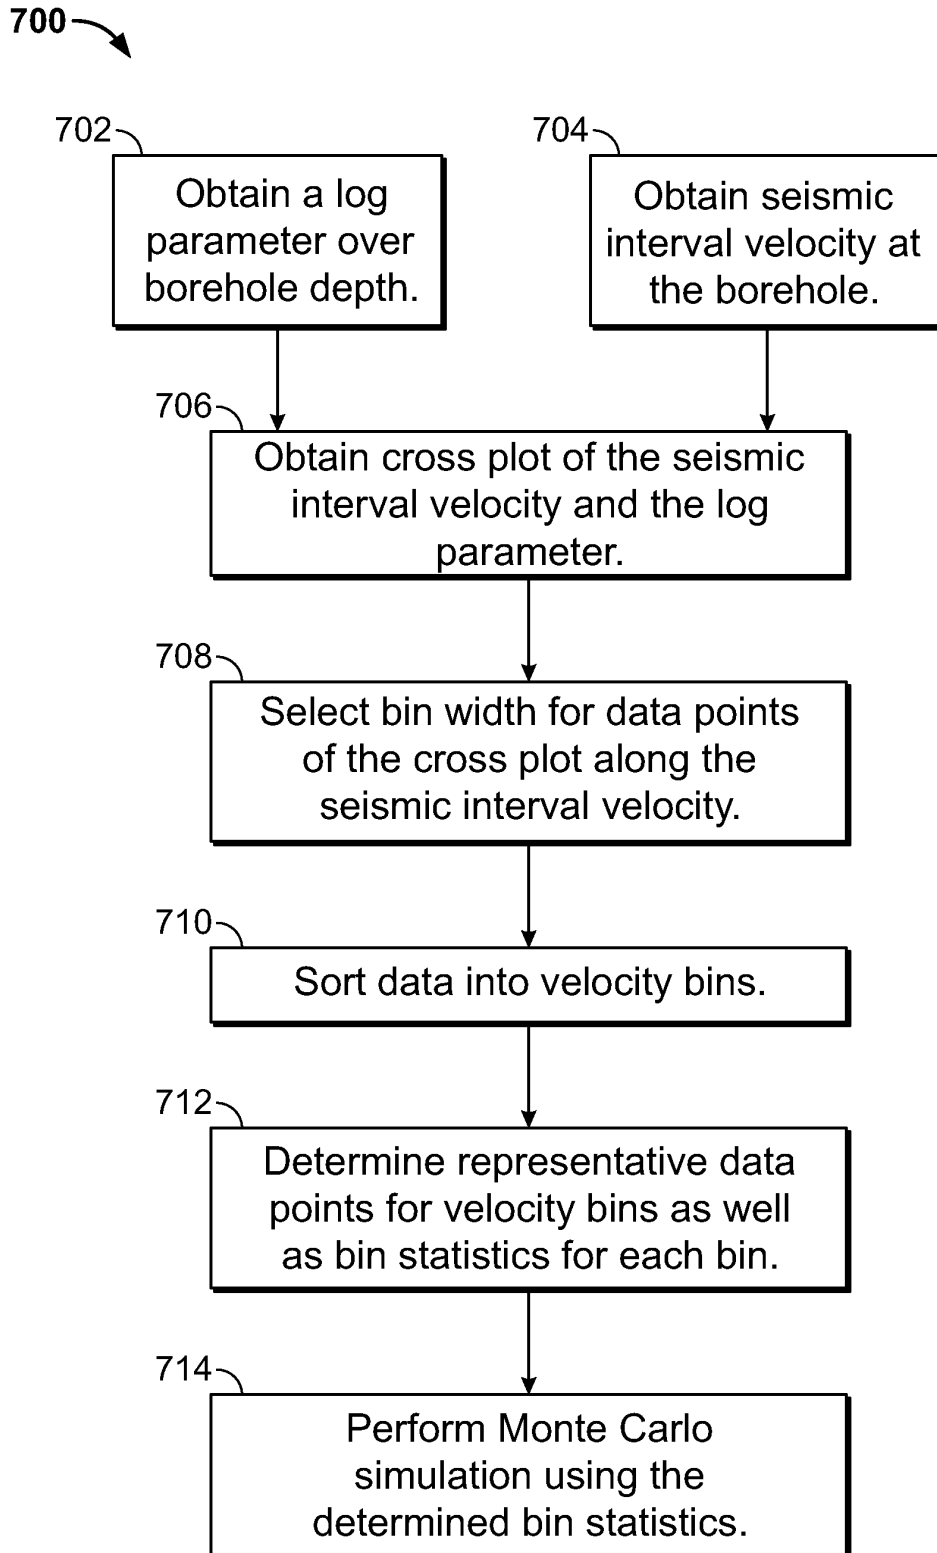 700
702
704
Obtain a log
parameter over
borehole depth.
Obtain seismic
interval velocity at
the borehole.
706
Obtain cross plot of the seismic
interval velocity and the log
parameter.
708
Select bin width for data points
of the cross plot along the
seismic interval velocity.
710
Sort data into velocity bins.
712
Determine representative data
points for velocity bins as well
as bin statistics for each bin.
714
Perform Monte Carlo
simulation using the
determined bin statistics.